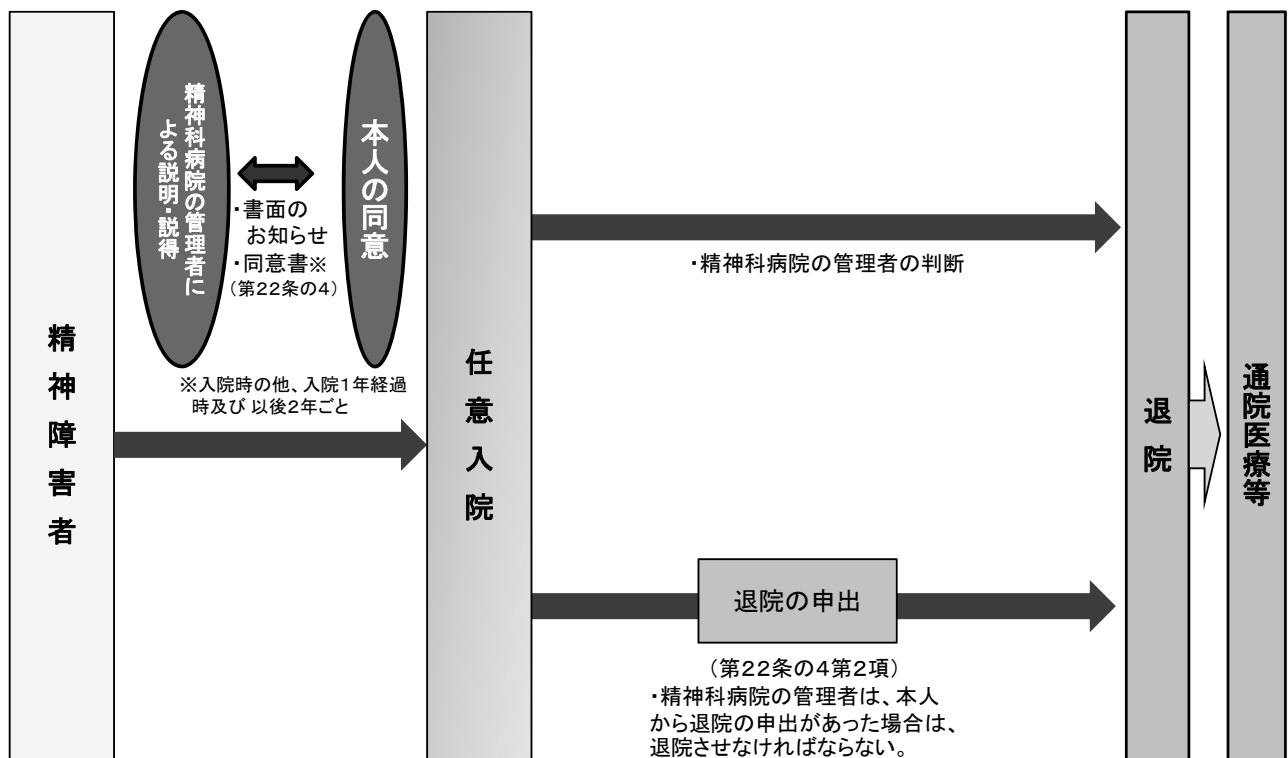 精神障害者
精神科病院の管理者に
よる説明・説得
・書面の
お知らせ
・同意書※
（第22条の4）
本人の同意
※入院時の他、入院1年経過
時及び 以後2年ごと
任意入院
・精神科病院の管理者の判断
退院の申出
（第22条の4第2項）
・精神科病院の管理者は、本人
から退院の申出があった場合は、
退院させなければならない。
退院
通院医療等